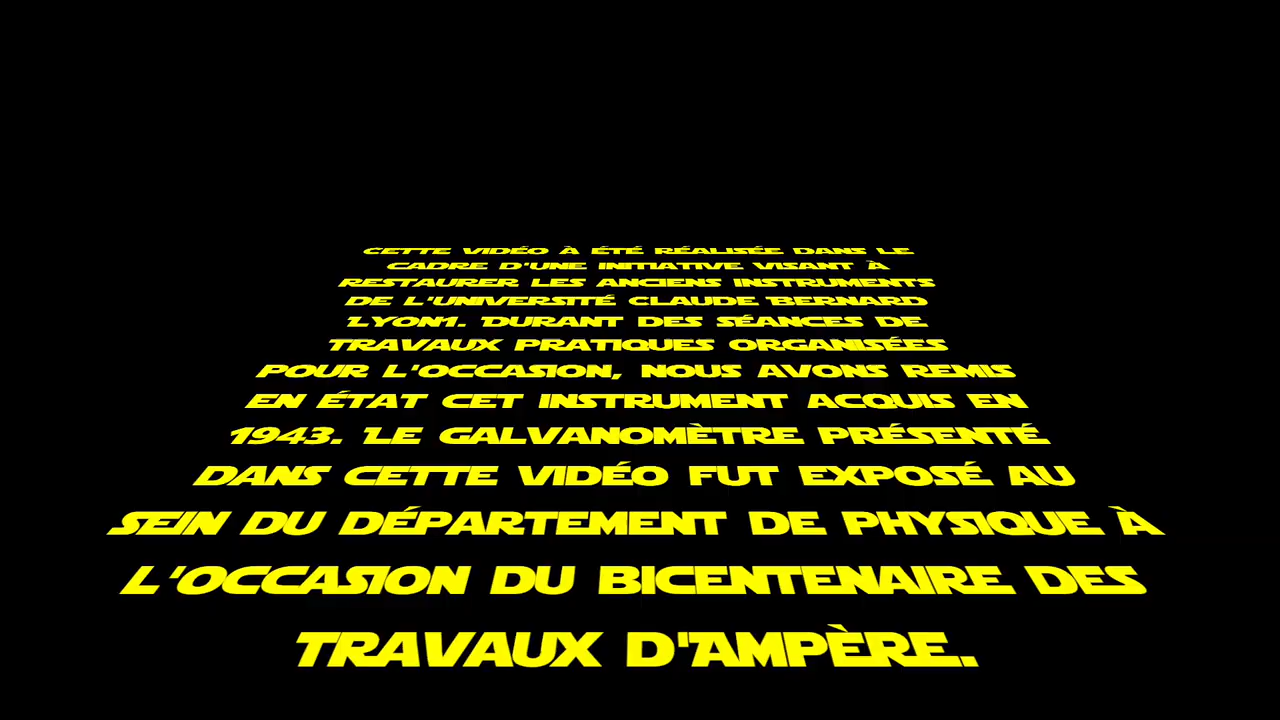 Cette vidéo à été réalisée dans le
cadre d'une initiative visant à
restaurer les anciens instruments
de l'université Claude Bernard
Lyon1. Durant des séances de
travaux pratiques organisées
pour l'occasion, nous avons remis
en état cet instrument acquis en
1943. Le galvanomètre présenté
dans cette vidéo fut exposé au
sein du département de physique à
l'occasion du bicentenaire des
travaux d'Ampère.